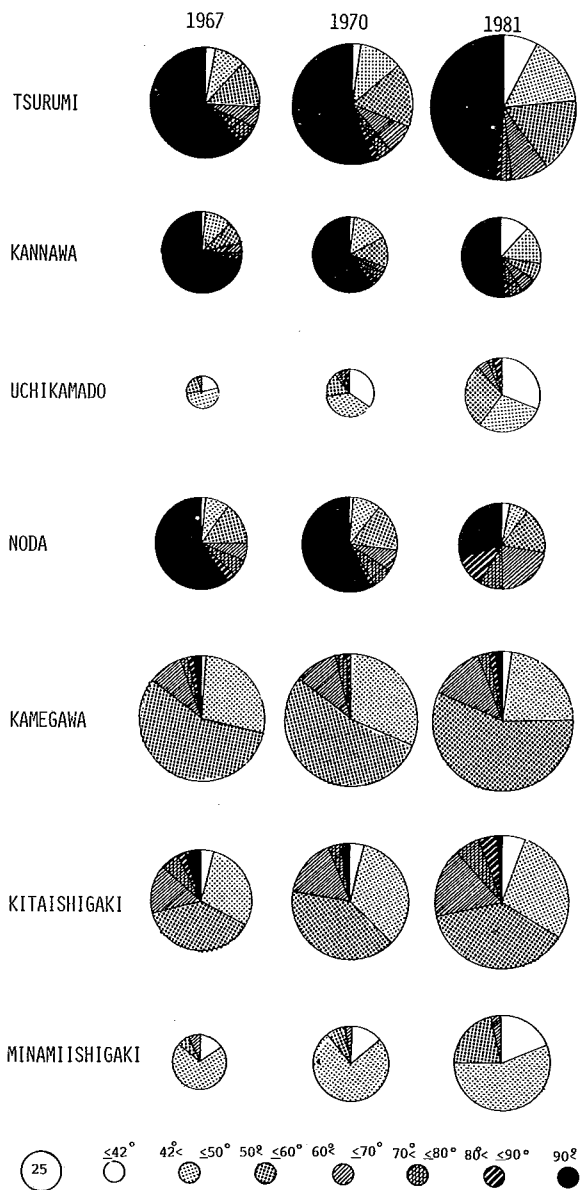 1967 1970 1981
TSURUMI
KANNAWA
UCHIKAMADO
NODA
KAMEGAWA
KITAISHIGAKI
MINAMIISHIGAKI
25 ≤42° 42°< ≤50° 50< ≤60° 60< ≤70° 70< ≤80° 80< ≤90° 90<